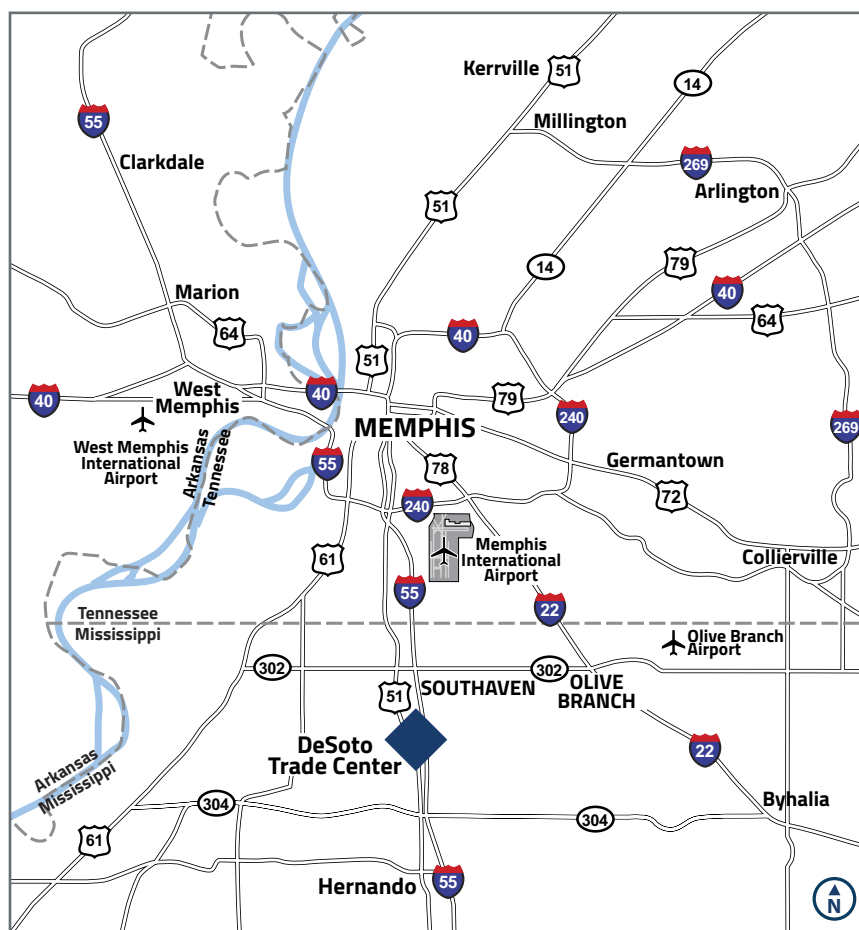 Kerrville
51
14
55
Millington
Clarkdale
269
Arlington
51
79
14
Marion
40
64
40
64
51
West
Memphis
40
40
79
240
269
MEMPHIS
West Memphis
International
Airport
Arkansas
Tennessee
55
78
Germantown
72
240
61
Memphis
International
Airport
Collierville
55
22
Tennessee
Mississippi
Olive Branch
Airport
302
302
51
SOUTHAVEN
OLIVE
BRANCH
DeSoto
Trade Center
22
Arkansas
Mississippi
304
304
Byhalia
61
Hernando
55
N